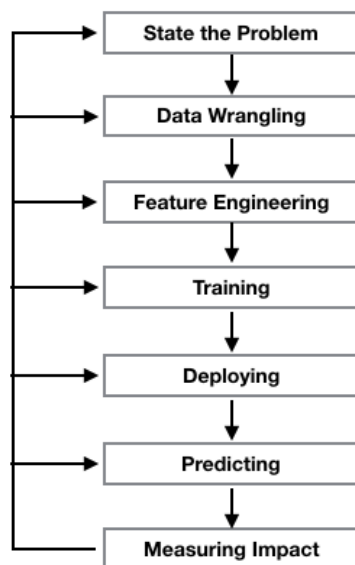 State the Problem
Data Wrangling
Feature Engineering
Training
Deploying
Predicting
Measuring Impact